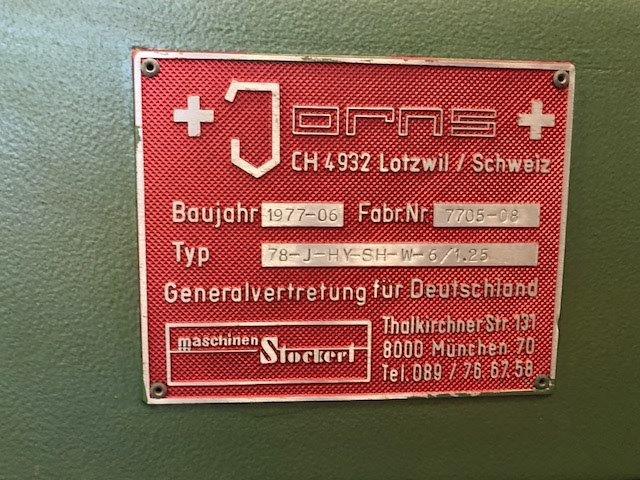 Jorns
CH 4932 Lotzwil / Schweiz
Baujahr 1977-06 Fabr.Nr. 7705-08
Typ 78-J-HY-SH-W-6/1.25
Generalvertretung für Deutschland
maschinen Stockert
Thalkirchner Str. 131
8000 München 70
Tel. 089 / 76 67 58